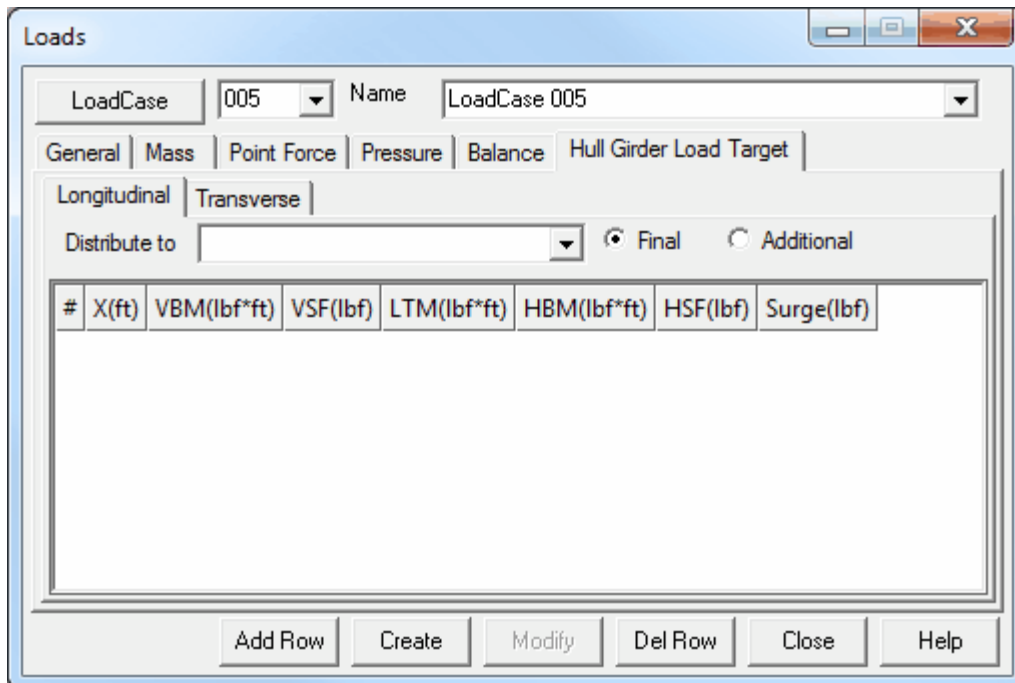 Loads
LoadCase 005 Name LoadCase 005
General Mass Point Force Pressure Balance Hull Girder Load Target
Longitudinal Transverse
Distribute to Final Additional
# X(ft) VBM(lbf*ft) VSF(lbf) LTM(lbf*ft) HBM(lbf*ft) HSF(lbf) Surge(lbf)
Add Row Create Modify Del Row Close Help